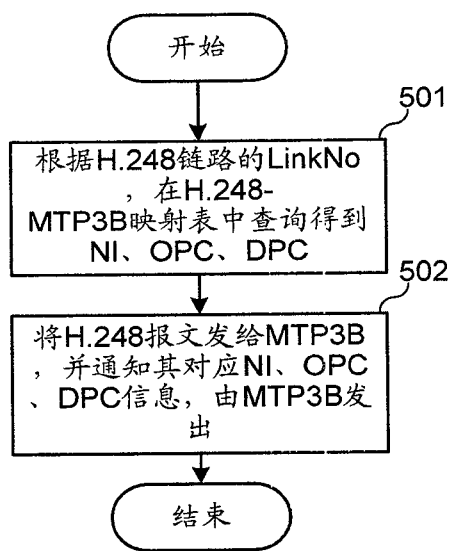 开始
501
根据H.248链路的LinkNo
，在H.248-
MTP3B映射表中查询得到
NI、OPC、DPC
502
将H.248报文发给MTP3B
，并通知其对应NI、OPC
、DPC信息，由MTP3B发
出
结束